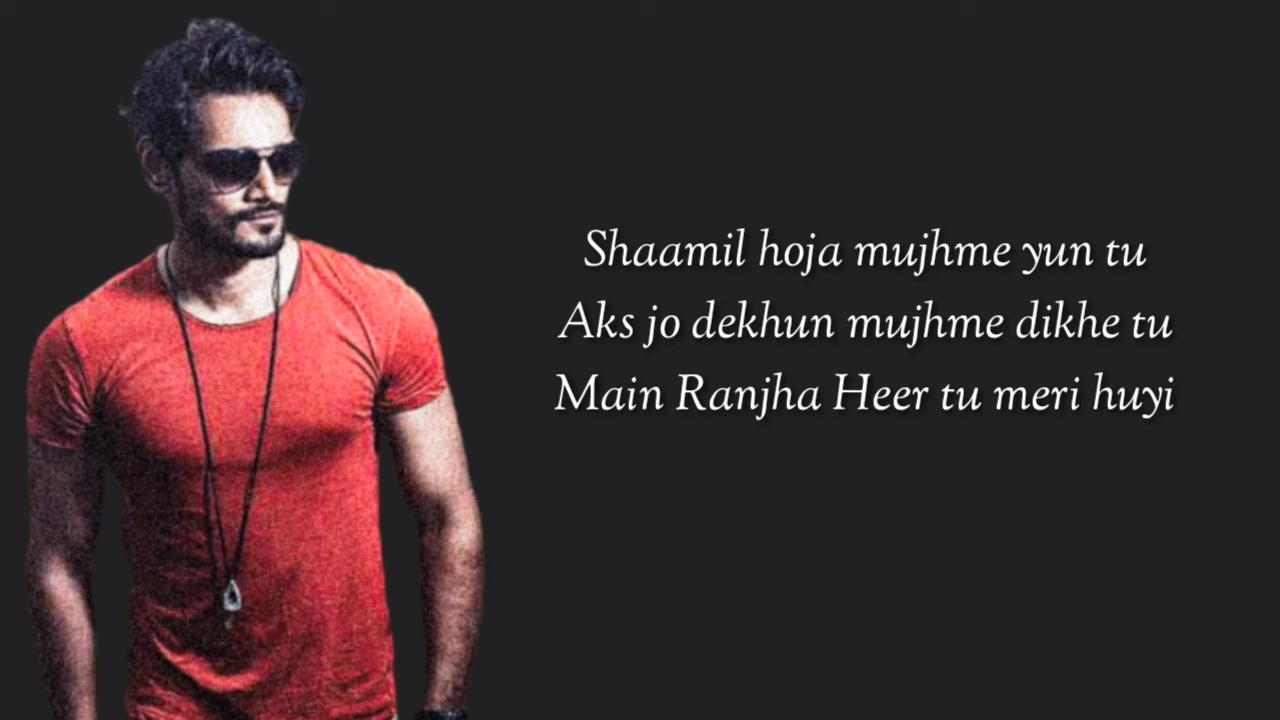 Shaamil hoja mujhme yun tu
Aks jo dekhun mujhme dikhe tu
Main Ranjha Heer tu meri huyi